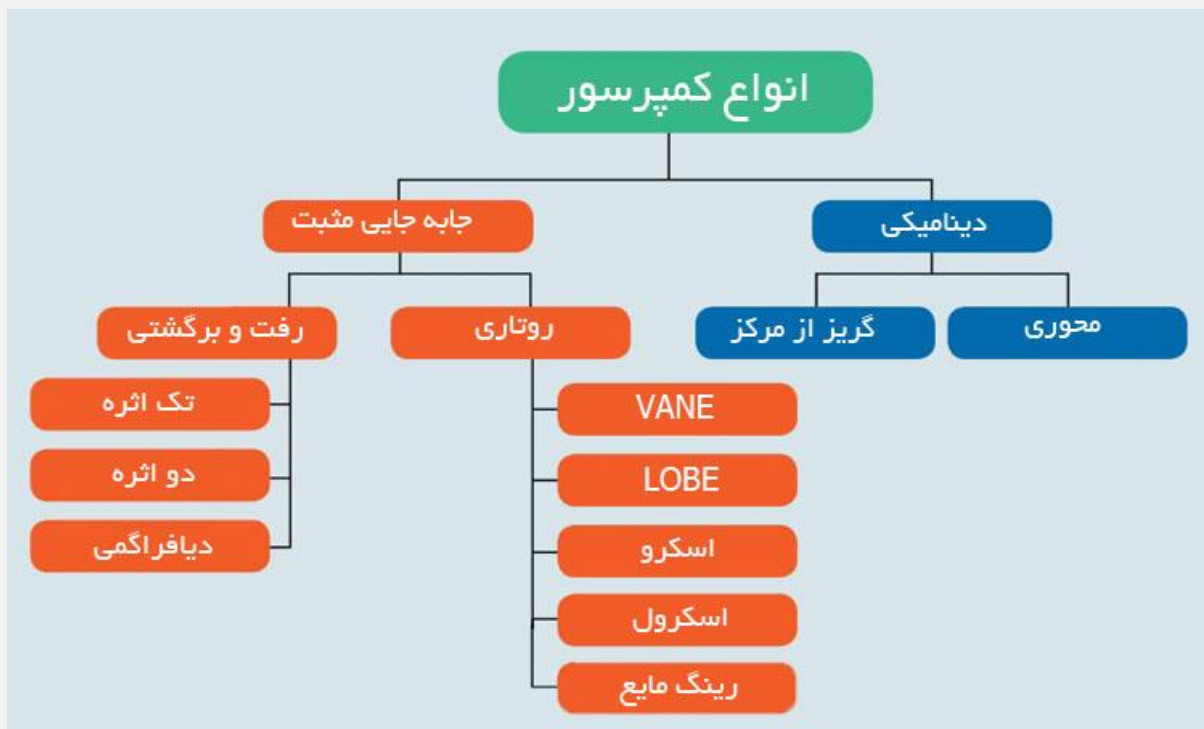 انواع کمپرسور
دینامیکی
جابه جایی مثبت
محوری
گریز از مرکز
روتاری
رفت و برگشتی
VANE
LOBE
اسکرو
اسکرول
رینگ مایع
تک اثره
دو اثره
دیافراگمی